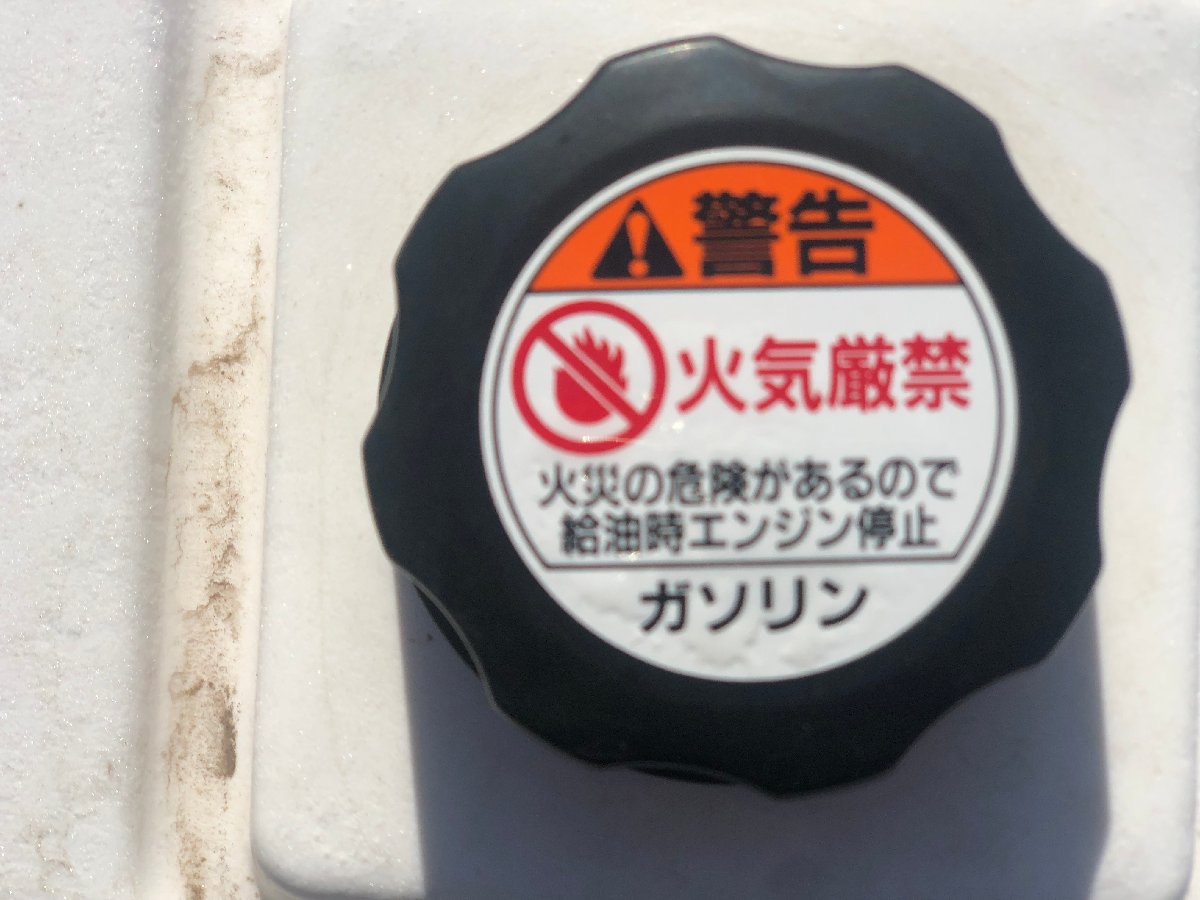 警告
火気厳禁
火災の危険があるので
給油時エンジン停止
ガソリン